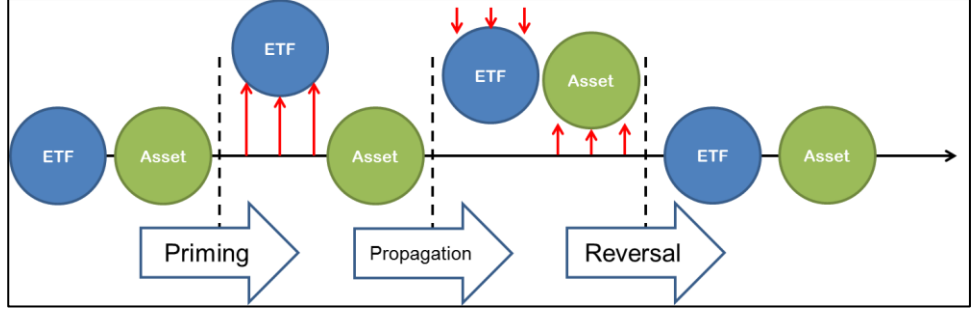 ETF
Asset
ETF
Asset
ETF
Asset
ETF
Asset
Priming
Propagation
Reversal